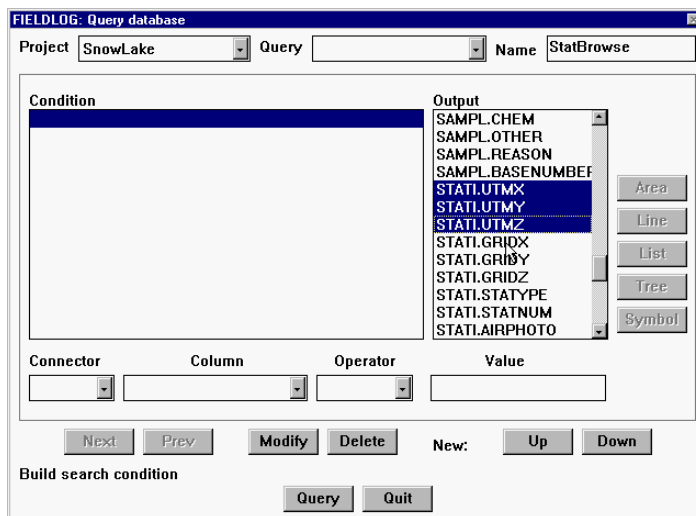 FIELDLOG: Query database
Project SnowLake Query Name StatBrowse
Condition Output
SAMPL.CHEM
SAMPL.OTHER
SAMPL.REASON
SAMPL.BASENUMBER
STATI.UTMX
STATI.UTMY
STATI.UTMZ
STATI.GRIDX
STATI.GRIDY
STATI.GRIDZ
STATI.STATYPE
STATI.STATNUM
STATI.AIRPHOTO
Area
Line
List
Tree
Symbol
Connector Column Operator Value
Next Prev Modify Delete New: Up Down
Build search condition
Query Quit